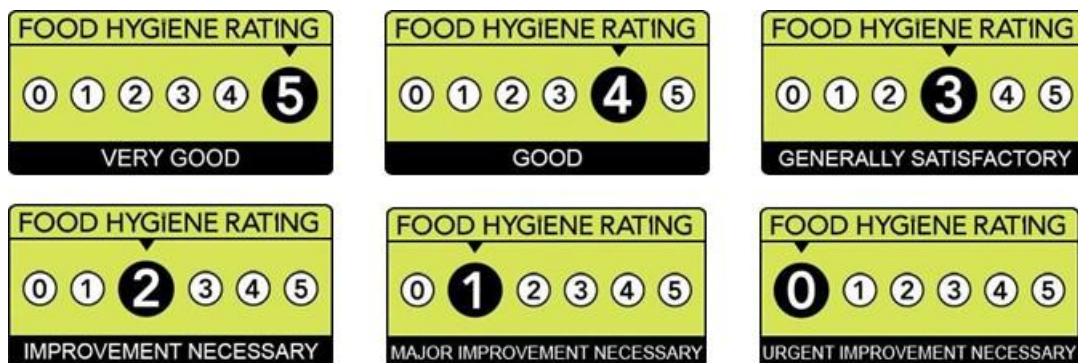 FOOD HYGIENE RATING
0 1 2 3 4 5
VERY GOOD
FOOD HYGIENE RATING
0 1 2 3 4 5
GOOD
FOOD HYGIENE RATING
0 1 2 3 4 5
GENERALLY SATISFACTORY
FOOD HYGIENE RATING
0 1 2 3 4 5
IMPROVEMENT NECESSARY
FOOD HYGIENE RATING
0 1 2 3 4 5
MAJOR IMPROVEMENT NECESSARY
FOOD HYGIENE RATING
0 1 2 3 4 5
URGENT IMPROVEMENT NECESSARY